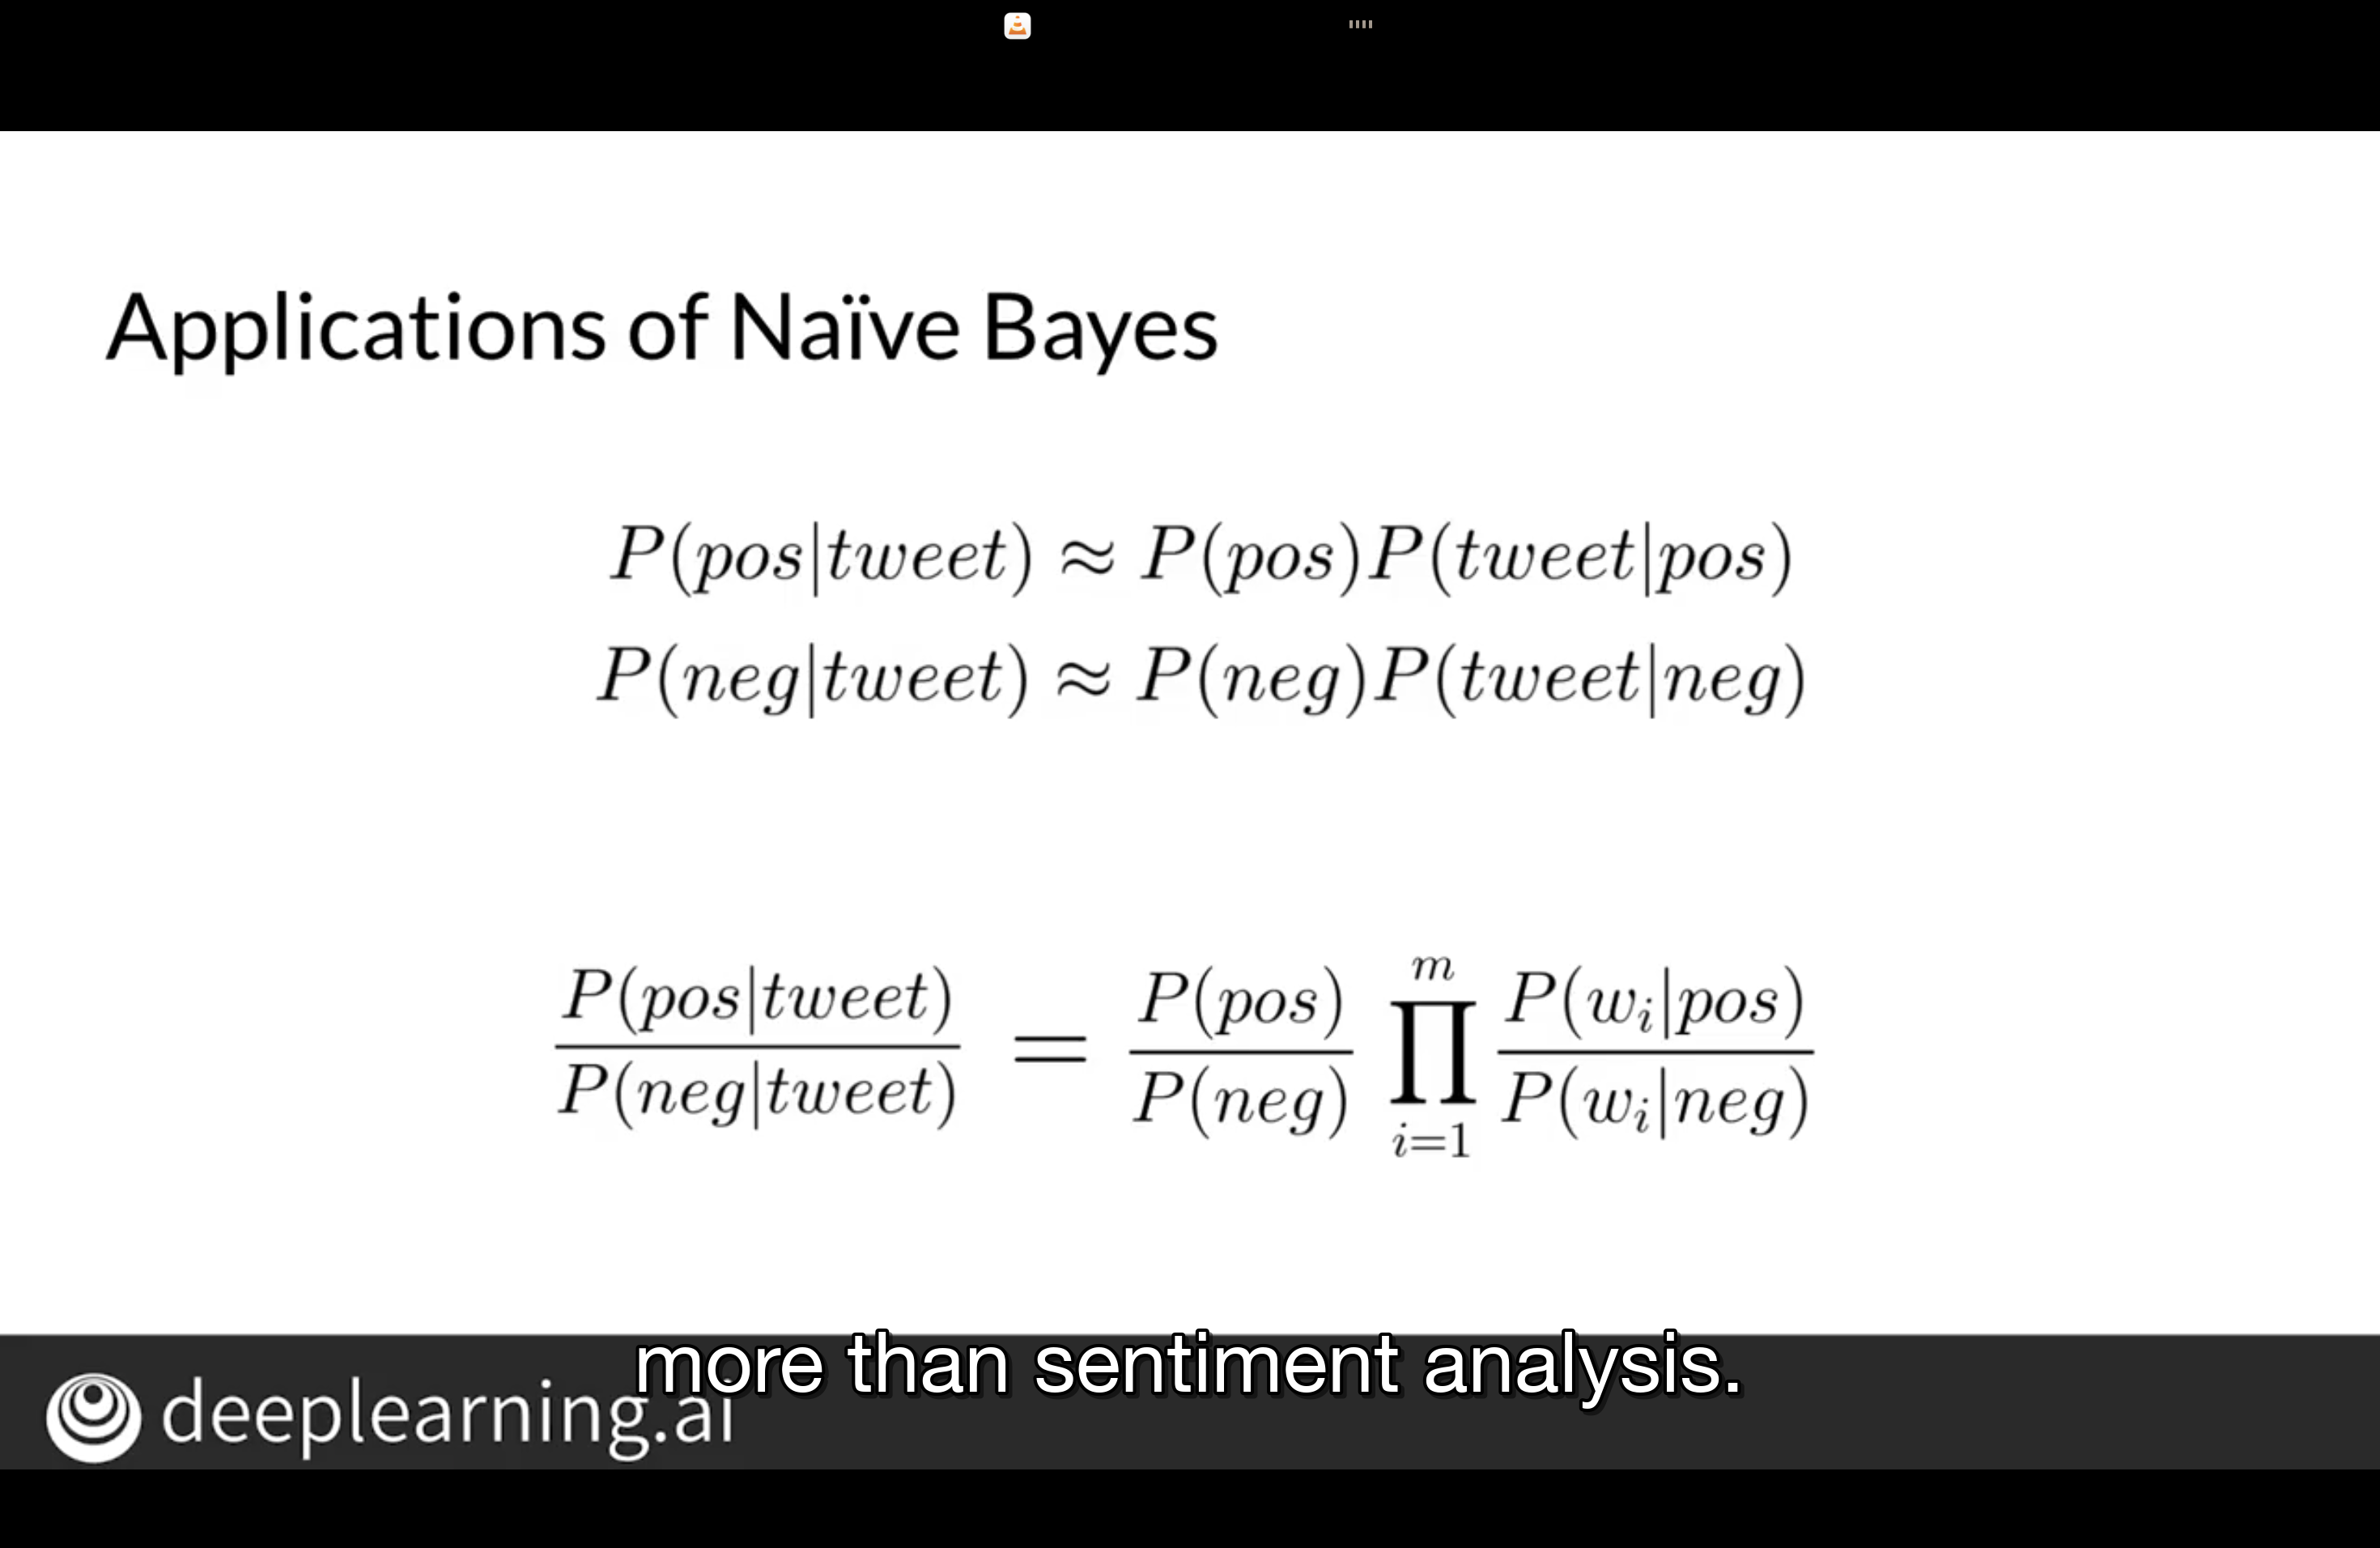 Applications of Naïve Bayes
P(pos|tweet) ≈ P(pos)P(tweet|pos)
P(neg|tweet) ≈ P(neg)P(tweet|neg)
P(pos|tweet) / P(neg|tweet) = P(pos) / P(neg) ∏_{i=1}^{m} P(w_i|pos) / P(w_i|neg)
more than sentiment analysis.
deeplearning.ai